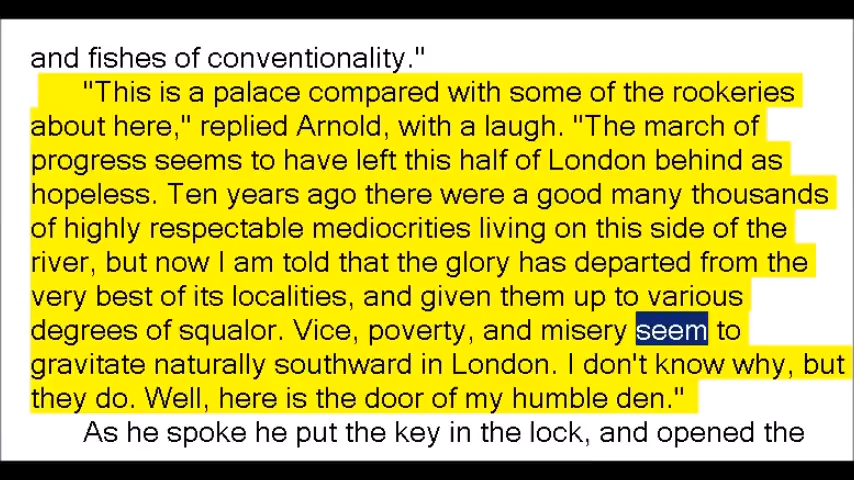 and fishes of conventionality."
"This is a palace compared with some of the rookeries
about here," replied Arnold, with a laugh. "The march of
progress seems to have left this half of London behind as
hopeless. Ten years ago there were a good many thousands
of highly respectable mediocrities living on this side of the
river, but now I am told that the glory has departed from the
very best of its localities, and given them up to various
degrees of squalor. Vice, poverty, and misery seem to
gravitate naturally southward in London. I don't know why, but
they do. Well, here is the door of my humble den."
As he spoke he put the key in the lock, and opened the